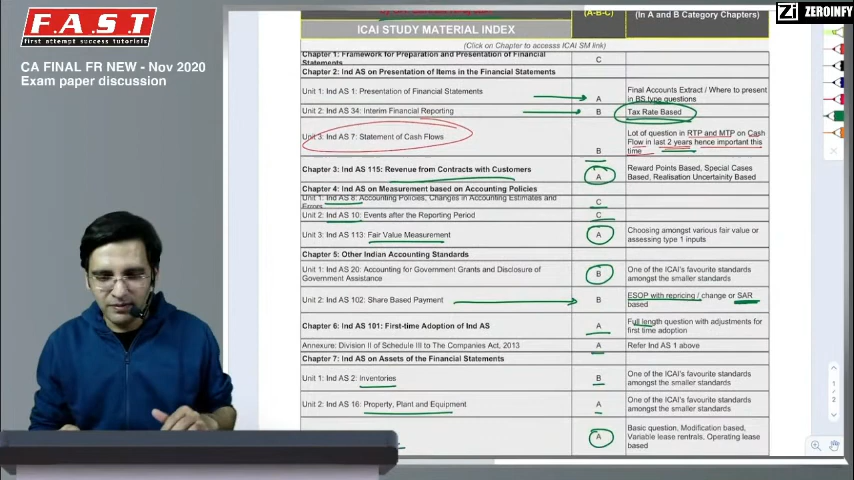 F.A.S.T
first attempt success tutorials
CA FINAL FR NEW - Nov 2020
Exam paper discussion
Zi ZEROINFY
(A-B-C)
(In A and B Category Chapters)
ICAI STUDY MATERIAL INDEX
(Click on Chapter to accesss ICAI SM link)
Chapter 1: Framework for Preparation and Presentation of Financial
Statements
C
Chapter 2: Ind AS on Presentation of Items in the Financial Statements
Unit 1: Ind AS 1: Presentation of Financial Statements
A
Final Accounts Extract / Where to present
in BS type questions
Unit 2: Ind AS 34: Interim Financial Reporting
B
Tax Rate Based
Unit 3: Ind AS 7: Statement of Cash Flows
B
Lot of question in RTP and MTP on Cash
Flow in last 2 years hence important this
time
Chapter 3: Ind AS 115: Revenue from Contracts with Customers
A
Reward Points Based, Special Cases
Based, Realisation Uncertainity Based
Chapter 4: Ind AS on Measurement based on Accounting Policies
Unit 1: Ind AS 8: Accounting Policies, Changes in Accounting Estimates and
Errors
C
Unit 2: Ind AS 10: Events after the Reporting Period
C
Unit 3: Ind AS 113: Fair Value Measurement
A
Choosing amongst various fair value or
assessing type 1 inputs
Chapter 5: Other Indian Accounting Standards
Unit 1: Ind AS 20: Accounting for Government Grants and Disclosure of
Government Assistance
B
One of the ICAI's favourite standards
amongst the smaller standards
Unit 2: Ind AS 102: Share Based Payment
B
ESOP with repricing / change or SAR
based
Chapter 6: Ind AS 101: First-time Adoption of Ind AS
A
Full length question with adjustments for
first time adoption
Annexure: Division II of Schedule III to The Companies Act, 2013
A
Refer Ind AS 1 above
Chapter 7: Ind AS on Assets of the Financial Statements
Unit 1: Ind AS 2: Inventories
B
One of the ICAI's favourite standards
amongst the smaller standards
Unit 2: Ind AS 16: Property, Plant and Equipment
A
One of the ICAI's favourite standards
amongst the smaller standards
A
Basic question, Modification based,
Variable lease rentrals, Operating lease
based
1
/
2